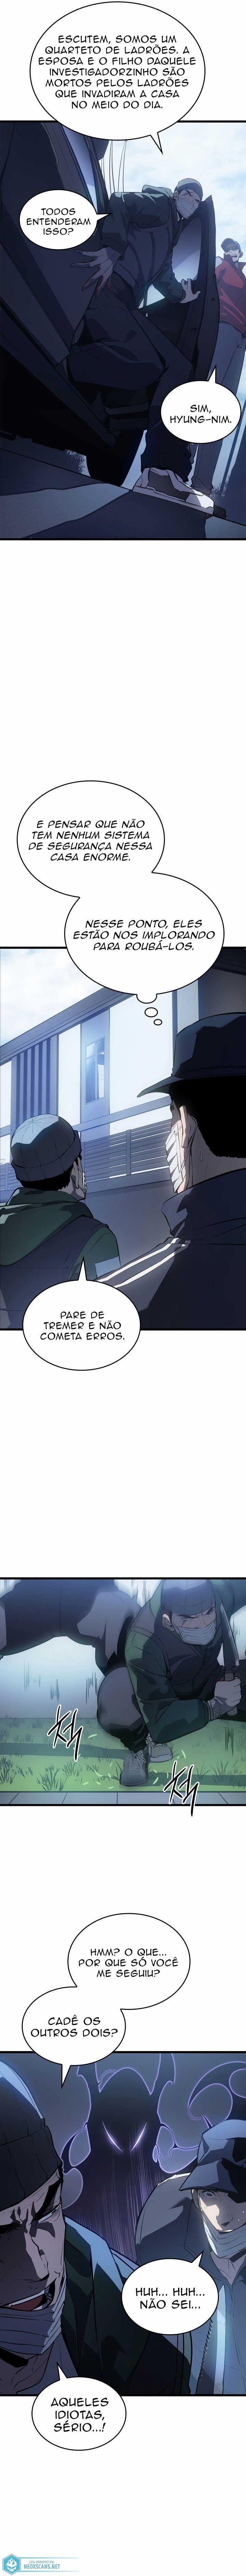 ESCUTEM, SOMOS UM
QUARTETO DE LADRÕES. A
ESPOSA E O FILHO DAQUELE
INVESTIGADORZINHO SÃO
MORTOS PELOS LADRÕES
QUE INVADIRAM A CASA
NO MEIO DO DIA.
TODOS
ENTENDERAM
ISSO?
SIM,
HYUNG-NIM.
E PENSAR QUE NÃO
TEM NENHUM SISTEMA
DE SEGURANÇA NESSA
CASA ENORME.
NESSE PONTO, ELES
ESTÃO NOS IMPLORANDO
PARA ROUBÁ-LOS.
PARE DE
TREMER E NÃO
COMETA ERROS.
HMM? O QUE...
POR QUE SÓ VOCÊ
ME SEGUIU?
CADÊ OS
OUTROS DOIS?
HUH... HUH...
NÃO SEI...
AQUELES
IDIOTAS,
SÉRIO...!
NEOXSCANS.NET